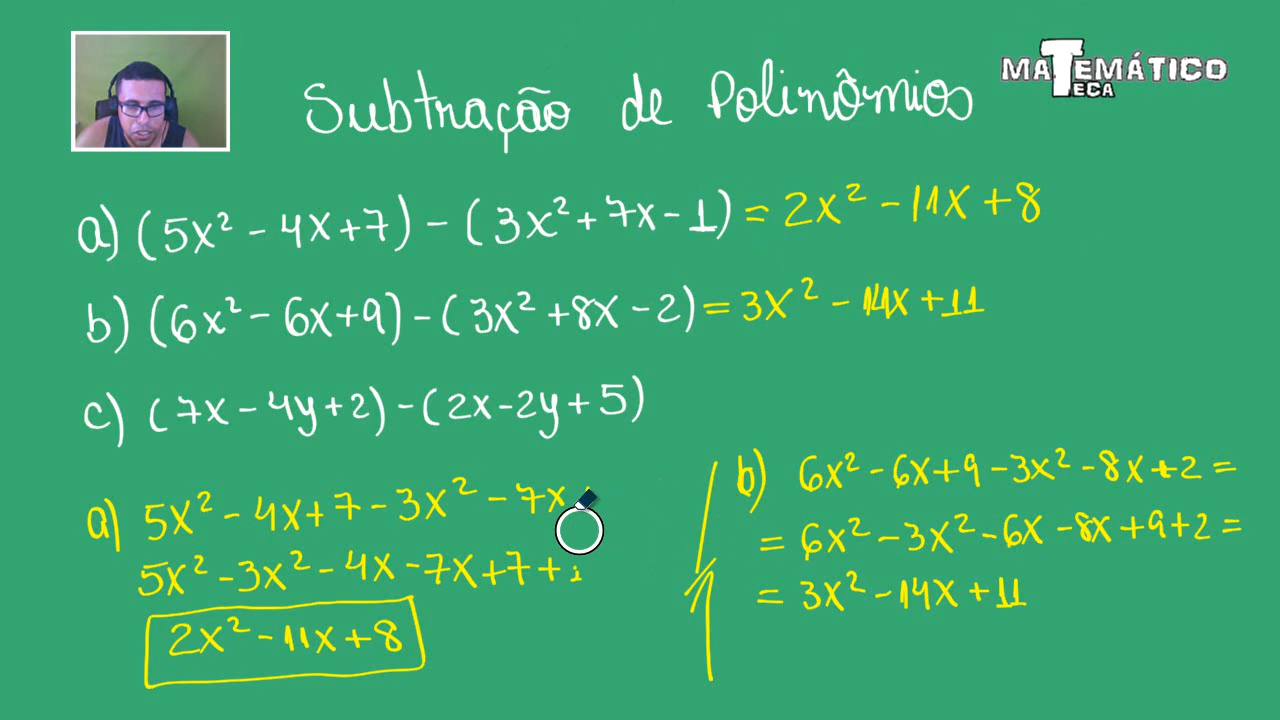 Subtração de Polinômios
MATEMÁTICO
TECA
a) (5x² - 4x + 7) - (3x² + 7x - 1) = 2x² - 11x + 8
b) (6x² - 6x + 9) - (3x² + 8x - 2) = 3x² - 14x + 11
c) (7x - 4y + 2) - (2x - 2y + 5)
a) 5x² - 4x + 7 - 3x² - 7x
5x² - 3x² - 4x - 7x + 7 + 1
2x² - 11x + 8
b) 6x² - 6x + 9 - 3x² - 8x + 2 =
= 6x² - 3x² - 6x - 8x + 9 + 2 =
= 3x² - 14x + 11